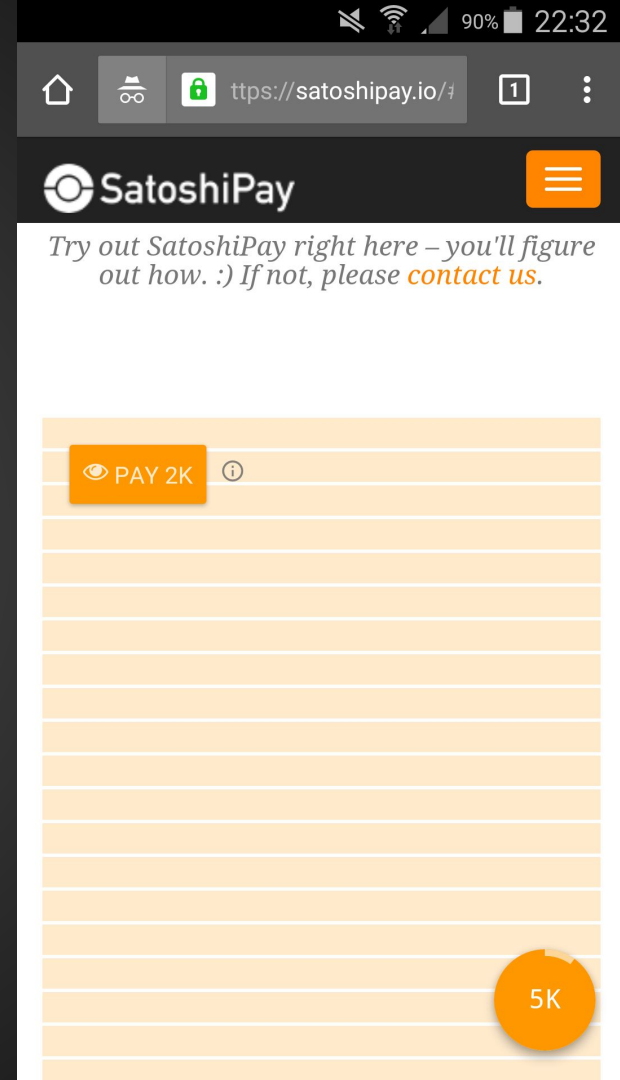 90% 22:32
1
ttps://satoshipay.io/
SatoshiPay
Try out SatoshiPay right here – you'll figure
out how. :) If not, please contact us.
PAY 2K
5K